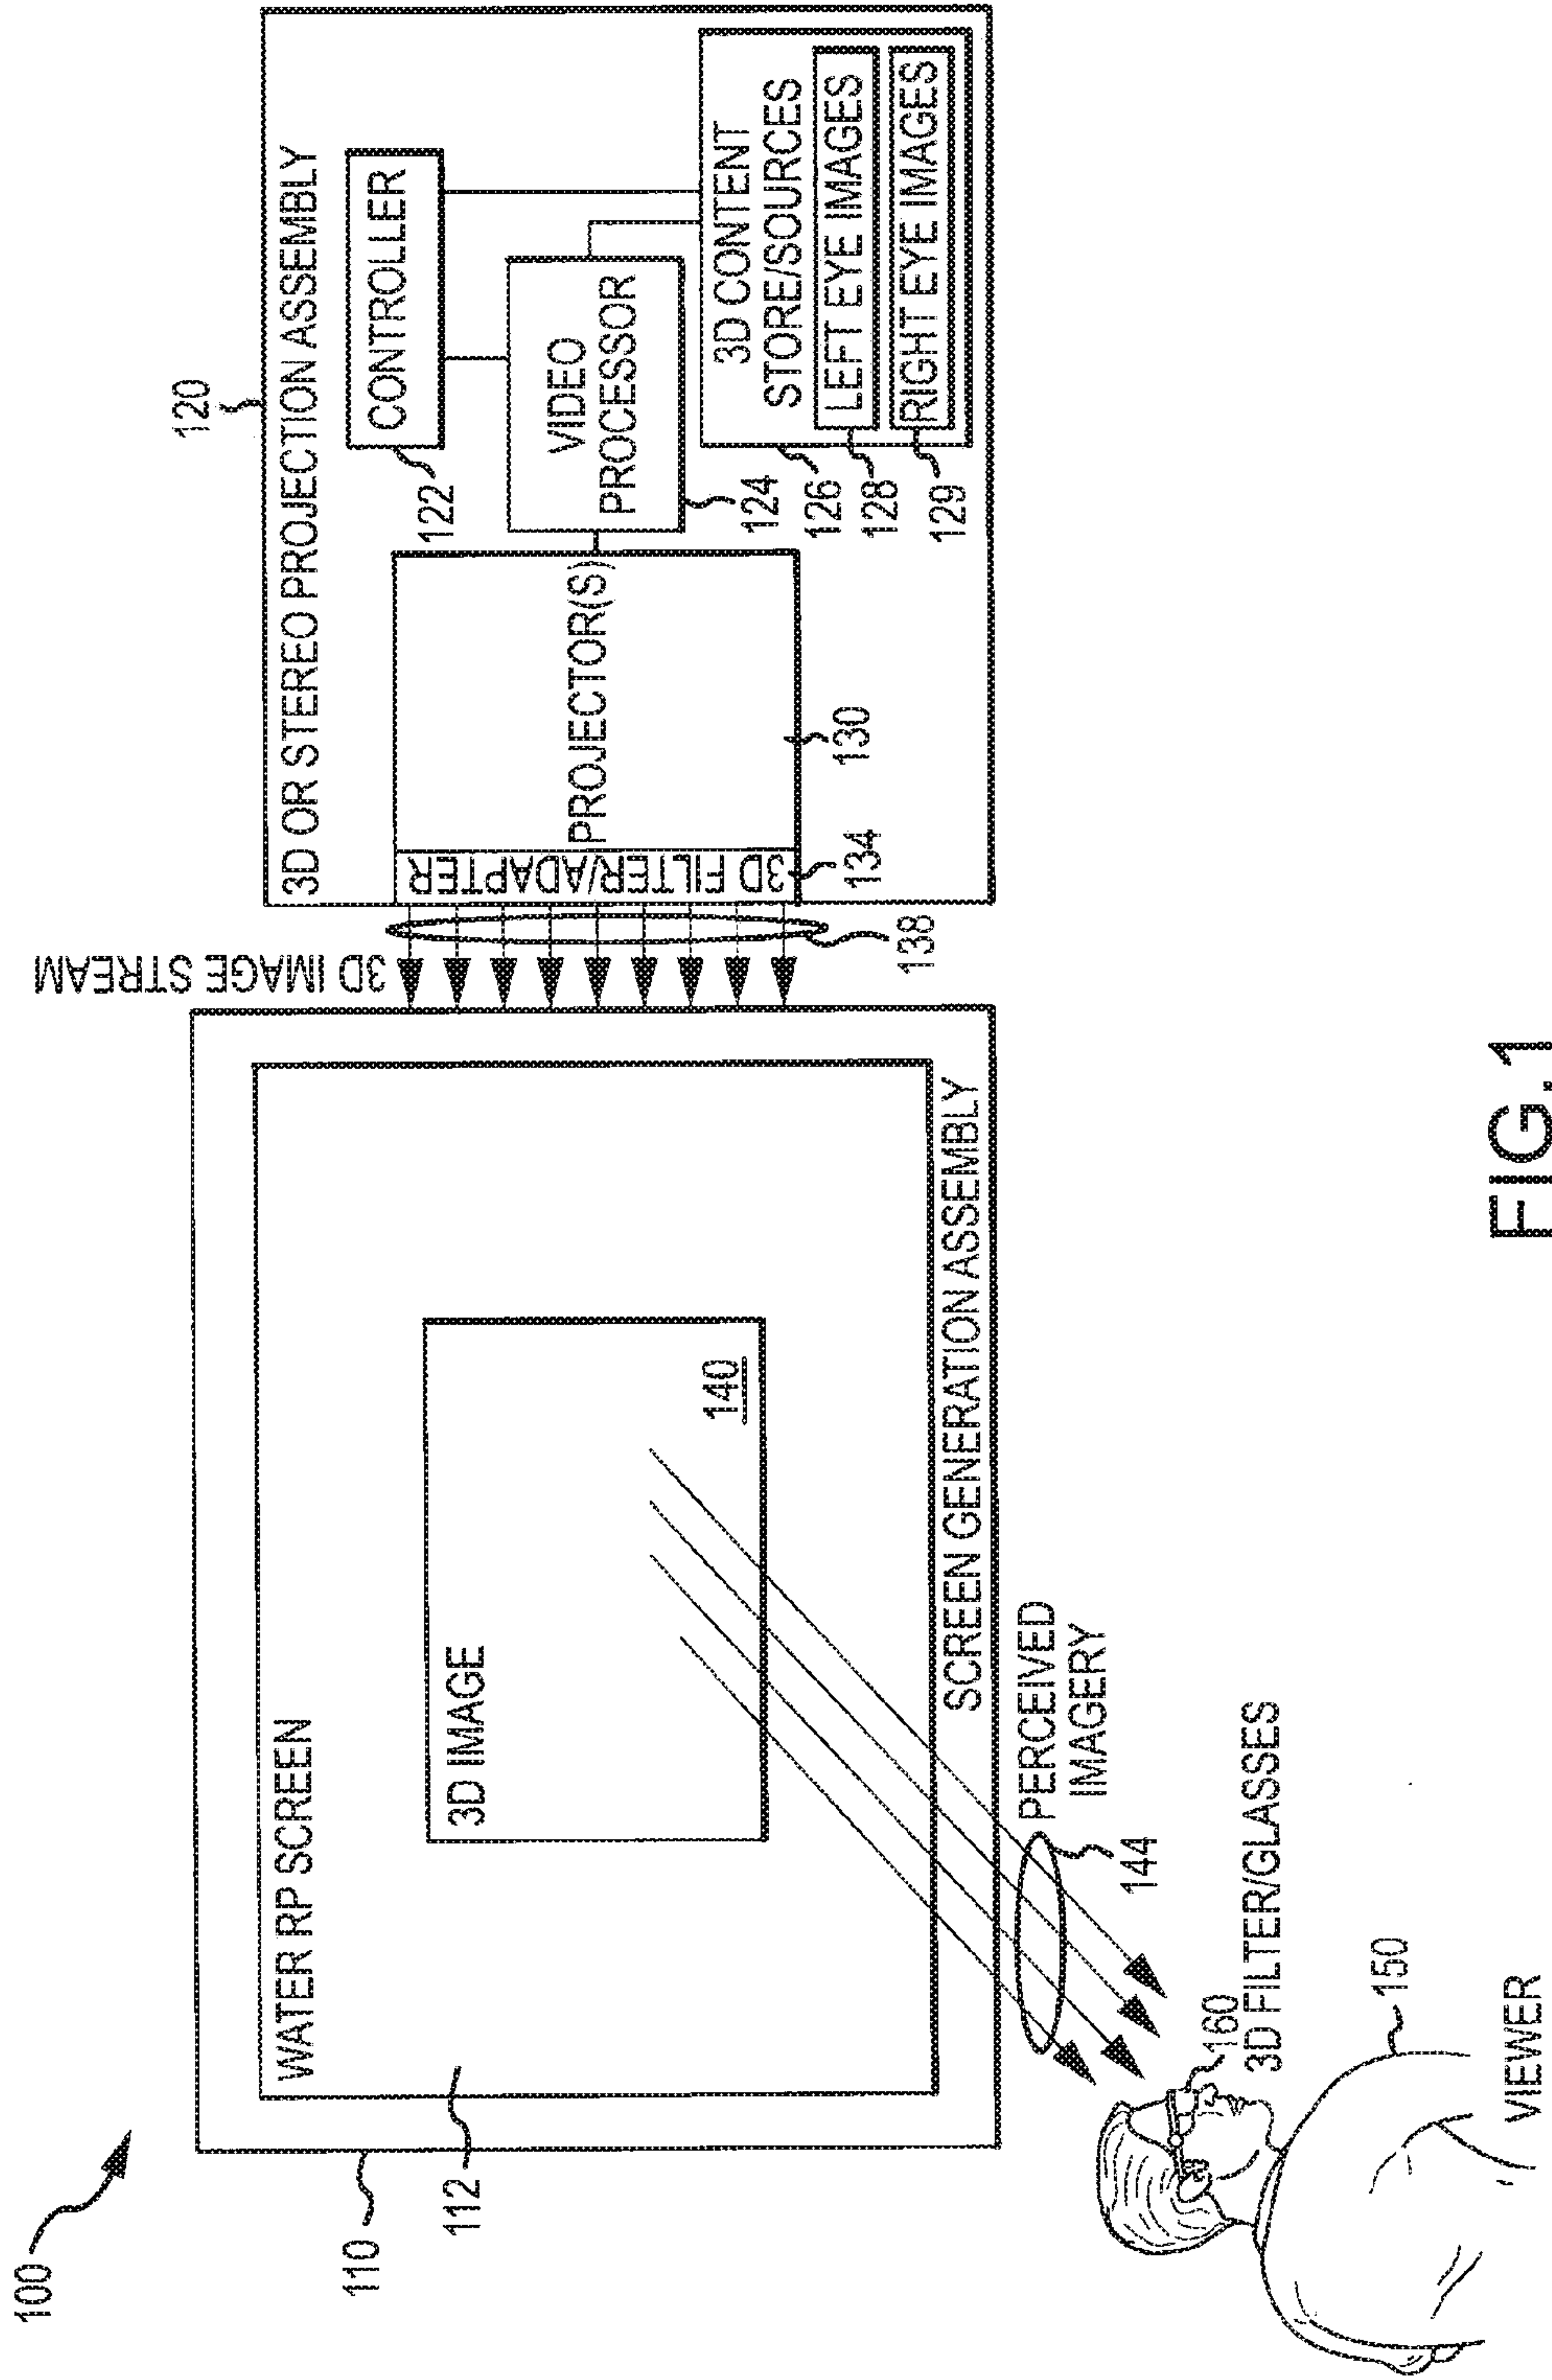 100
110
112
WATER RP SCREEN
3D IMAGE
140
SCREEN GENERATION ASSEMBLY
3D IMAGE STREAM
138
120
3D OR STEREO PROJECTION ASSEMBLY
3D FILTER/ADAPTER
134
PROJECTOR(S)
130
CONTROLLER
122
VIDEO
PROCESSOR
124
3D CONTENT
STORE/SOURCES
126
LEFT EYE IMAGES
128
RIGHT EYE IMAGES
129
PERCEIVED
IMAGERY
144
160
3D FILTER/GLASSES
150
VIEWER
FIG.1